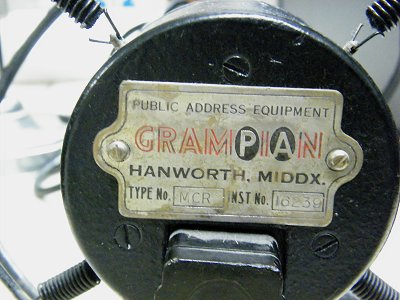 PUBLIC ADDRESS EQUIPMENT
GRAMPIAN
HANWORTH, MIDDX.
TYPE No. MCR INST No. 16239